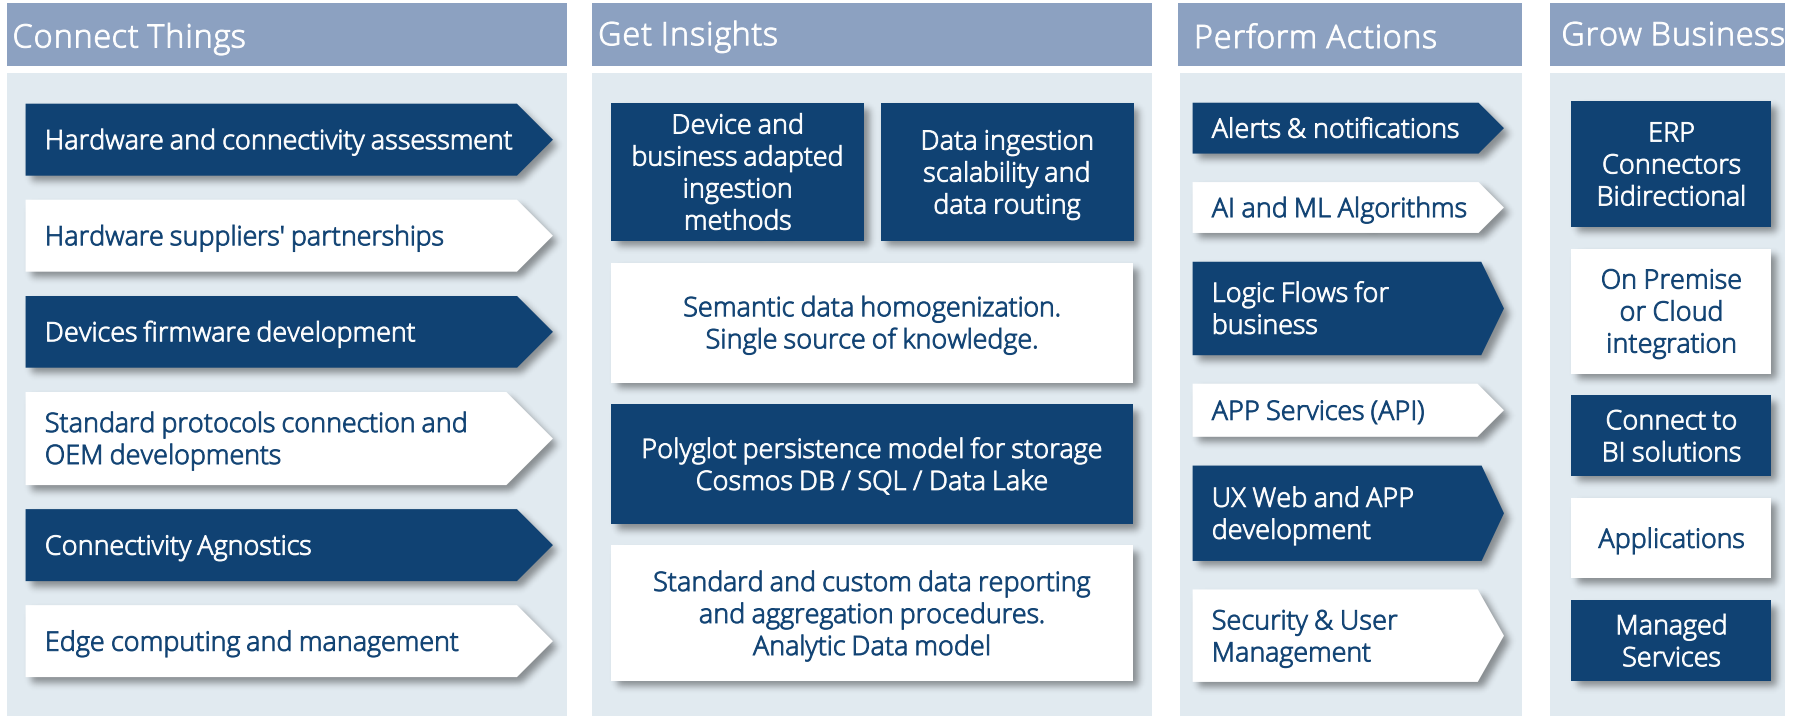 Connect Things
Hardware and connectivity assessment
Hardware suppliers' partnerships
Devices firmware development
Standard protocols connection and
OEM developments
Connectivity Agnostics
Edge computing and management
Get Insights
Device and
business adapted
ingestion
methods
Data ingestion
scalability and
data routing
Semantic data homogenization.
Single source of knowledge.
Polyglot persistence model for storage
Cosmos DB / SQL / Data Lake
Standard and custom data reporting
and aggregation procedures.
Analytic Data model
Perform Actions
Alerts & notifications
AI and ML Algorithms
Logic Flows for
business
APP Services (API)
UX Web and APP
development
Security & User
Management
Grow Business
ERP
Connectors
Bidirectional
On Premise
or Cloud
integration
Connect to
BI solutions
Applications
Managed
Services